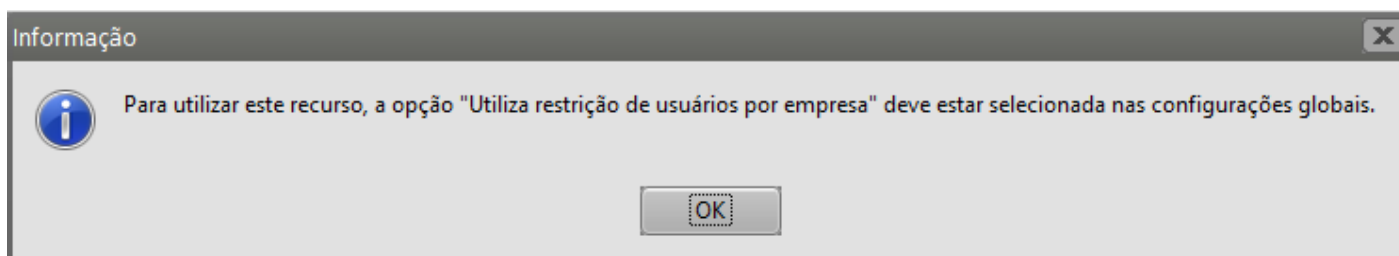 Informação
Para utilizar este recurso, a opção "Utiliza restrição de usuários por empresa" deve estar selecionada nas configurações globais.
OK